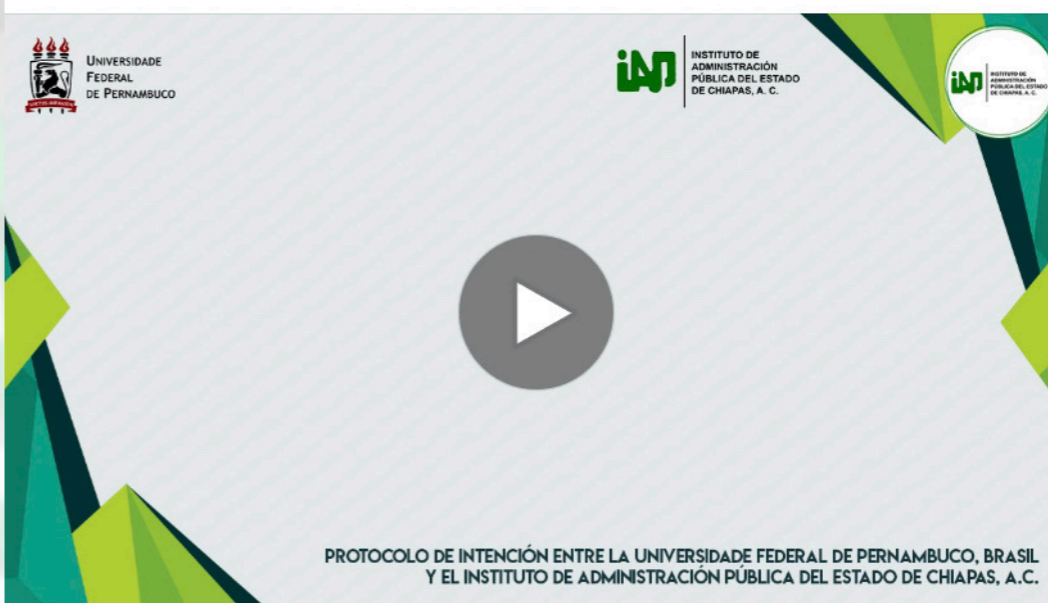 UNIVERSIDADE
FEDERAL
DE PERNAMBUCO
INSTITUTO DE
ADMINISTRACIÓN
PÚBLICA DEL ESTADO
DE CHIAPAS, A. C.
INSTITUTO DE
ADMINISTRACIÓN
PÚBLICA DEL ESTADO
DE CHIAPAS, A. C.
PROTOCOLO DE INTENCIÓN ENTRE LA UNIVERSIDADE FEDERAL DE PERNAMBUCO, BRASIL
Y EL INSTITUTO DE ADMINISTRACIÓN PÚBLICA DEL ESTADO DE CHIAPAS, A.C.